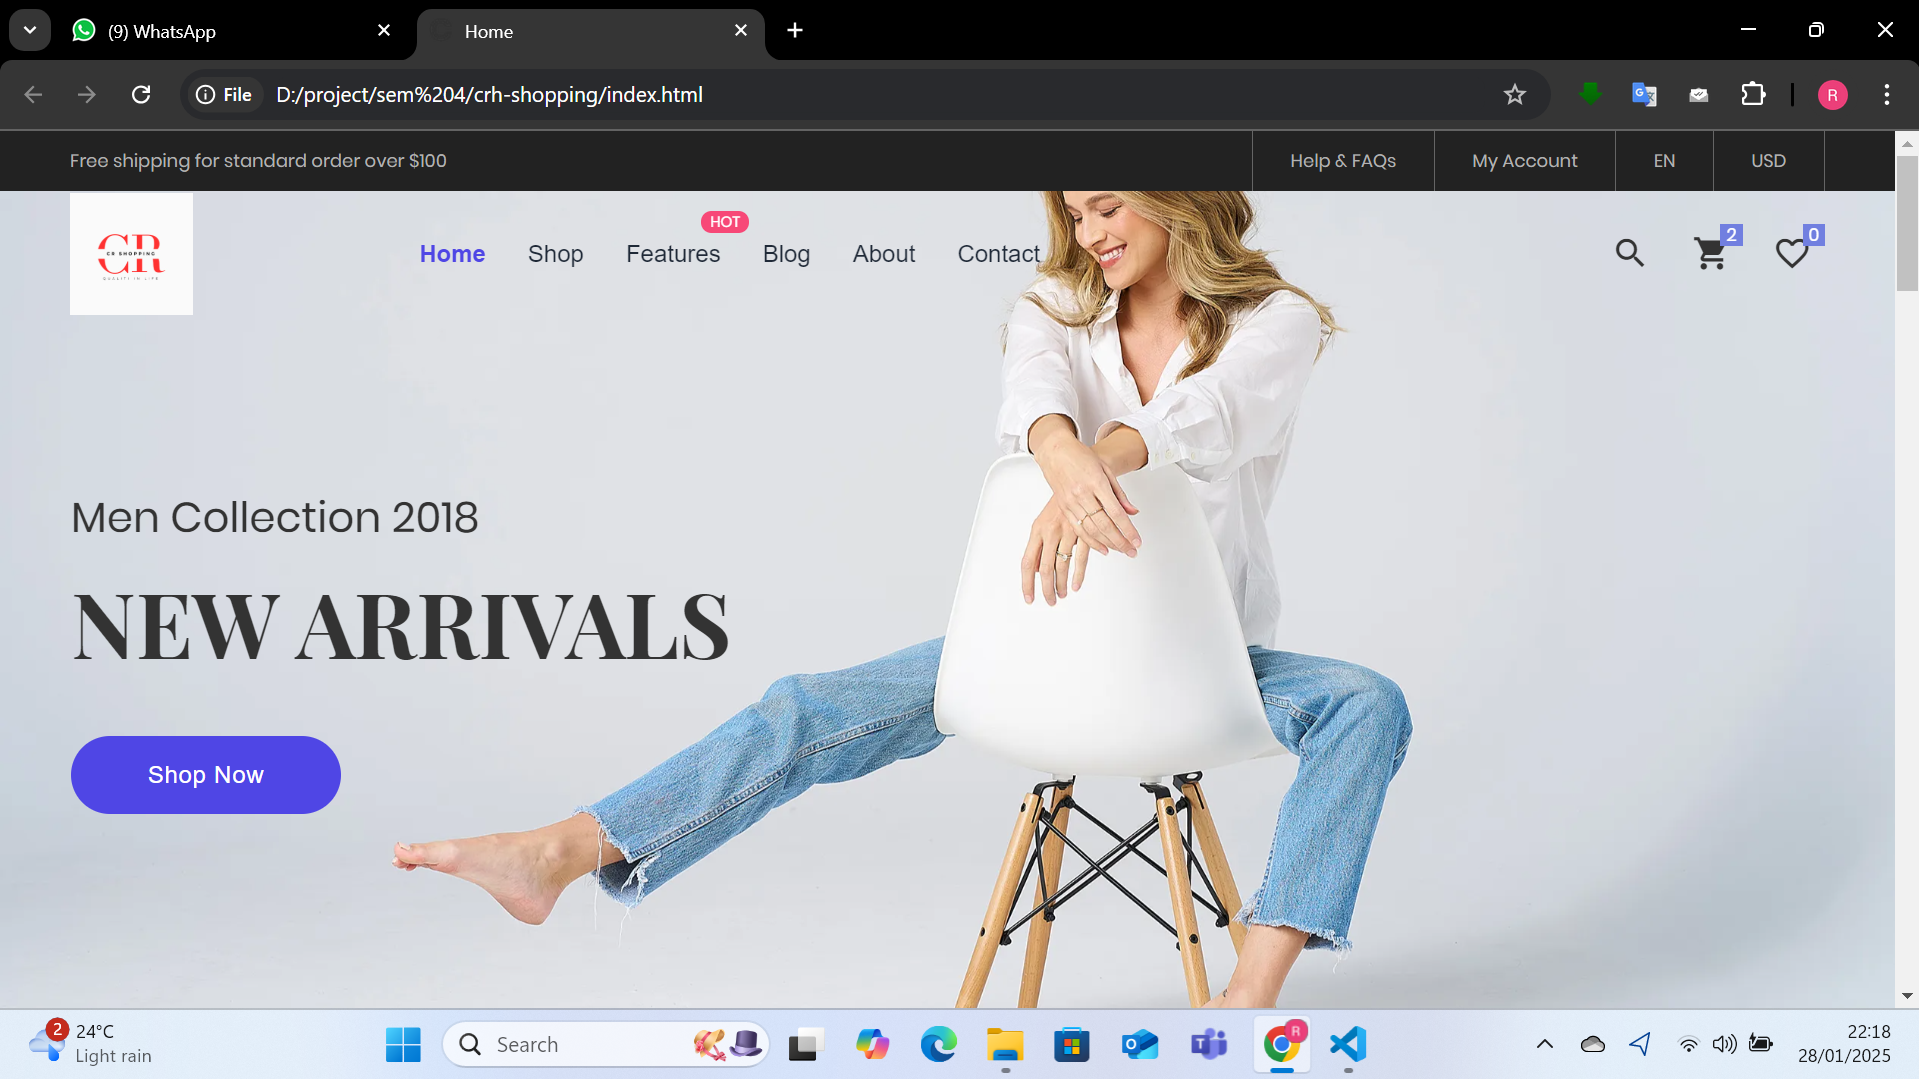 (9) WhatsApp
Home
File
D:/project/sem%204/crh-shopping/index.html
R
Free shipping for standard order over $100
Help & FAQs
My Account
EN
USD
CR
CR SHOPPING
QUALITI IN LIFE
HOT
Home
Shop
Features
Blog
About
Contact
2
0
Men Collection 2018
NEW ARRIVALS
Shop Now
2
24°C
Light rain
Search
R
22:18
28/01/2025